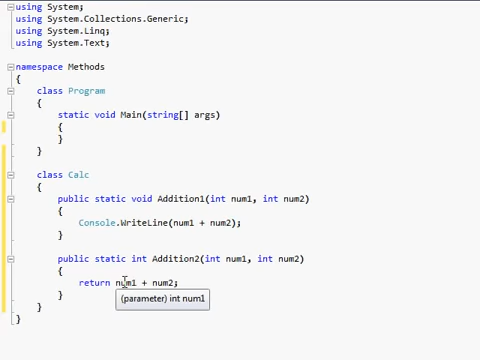 using System;
using System.Collections.Generic;
using System.Linq;
using System.Text;
namespace Methods
{
class Program
{
static void Main(string[] args)
{
}
}
class Calc
{
public static void Addition1(int num1, int num2)
{
Console.WriteLine(num1 + num2);
}
public static int Addition2(int num1, int num2)
{
return num1 + num2;
}
(parameter) int num1
}
}